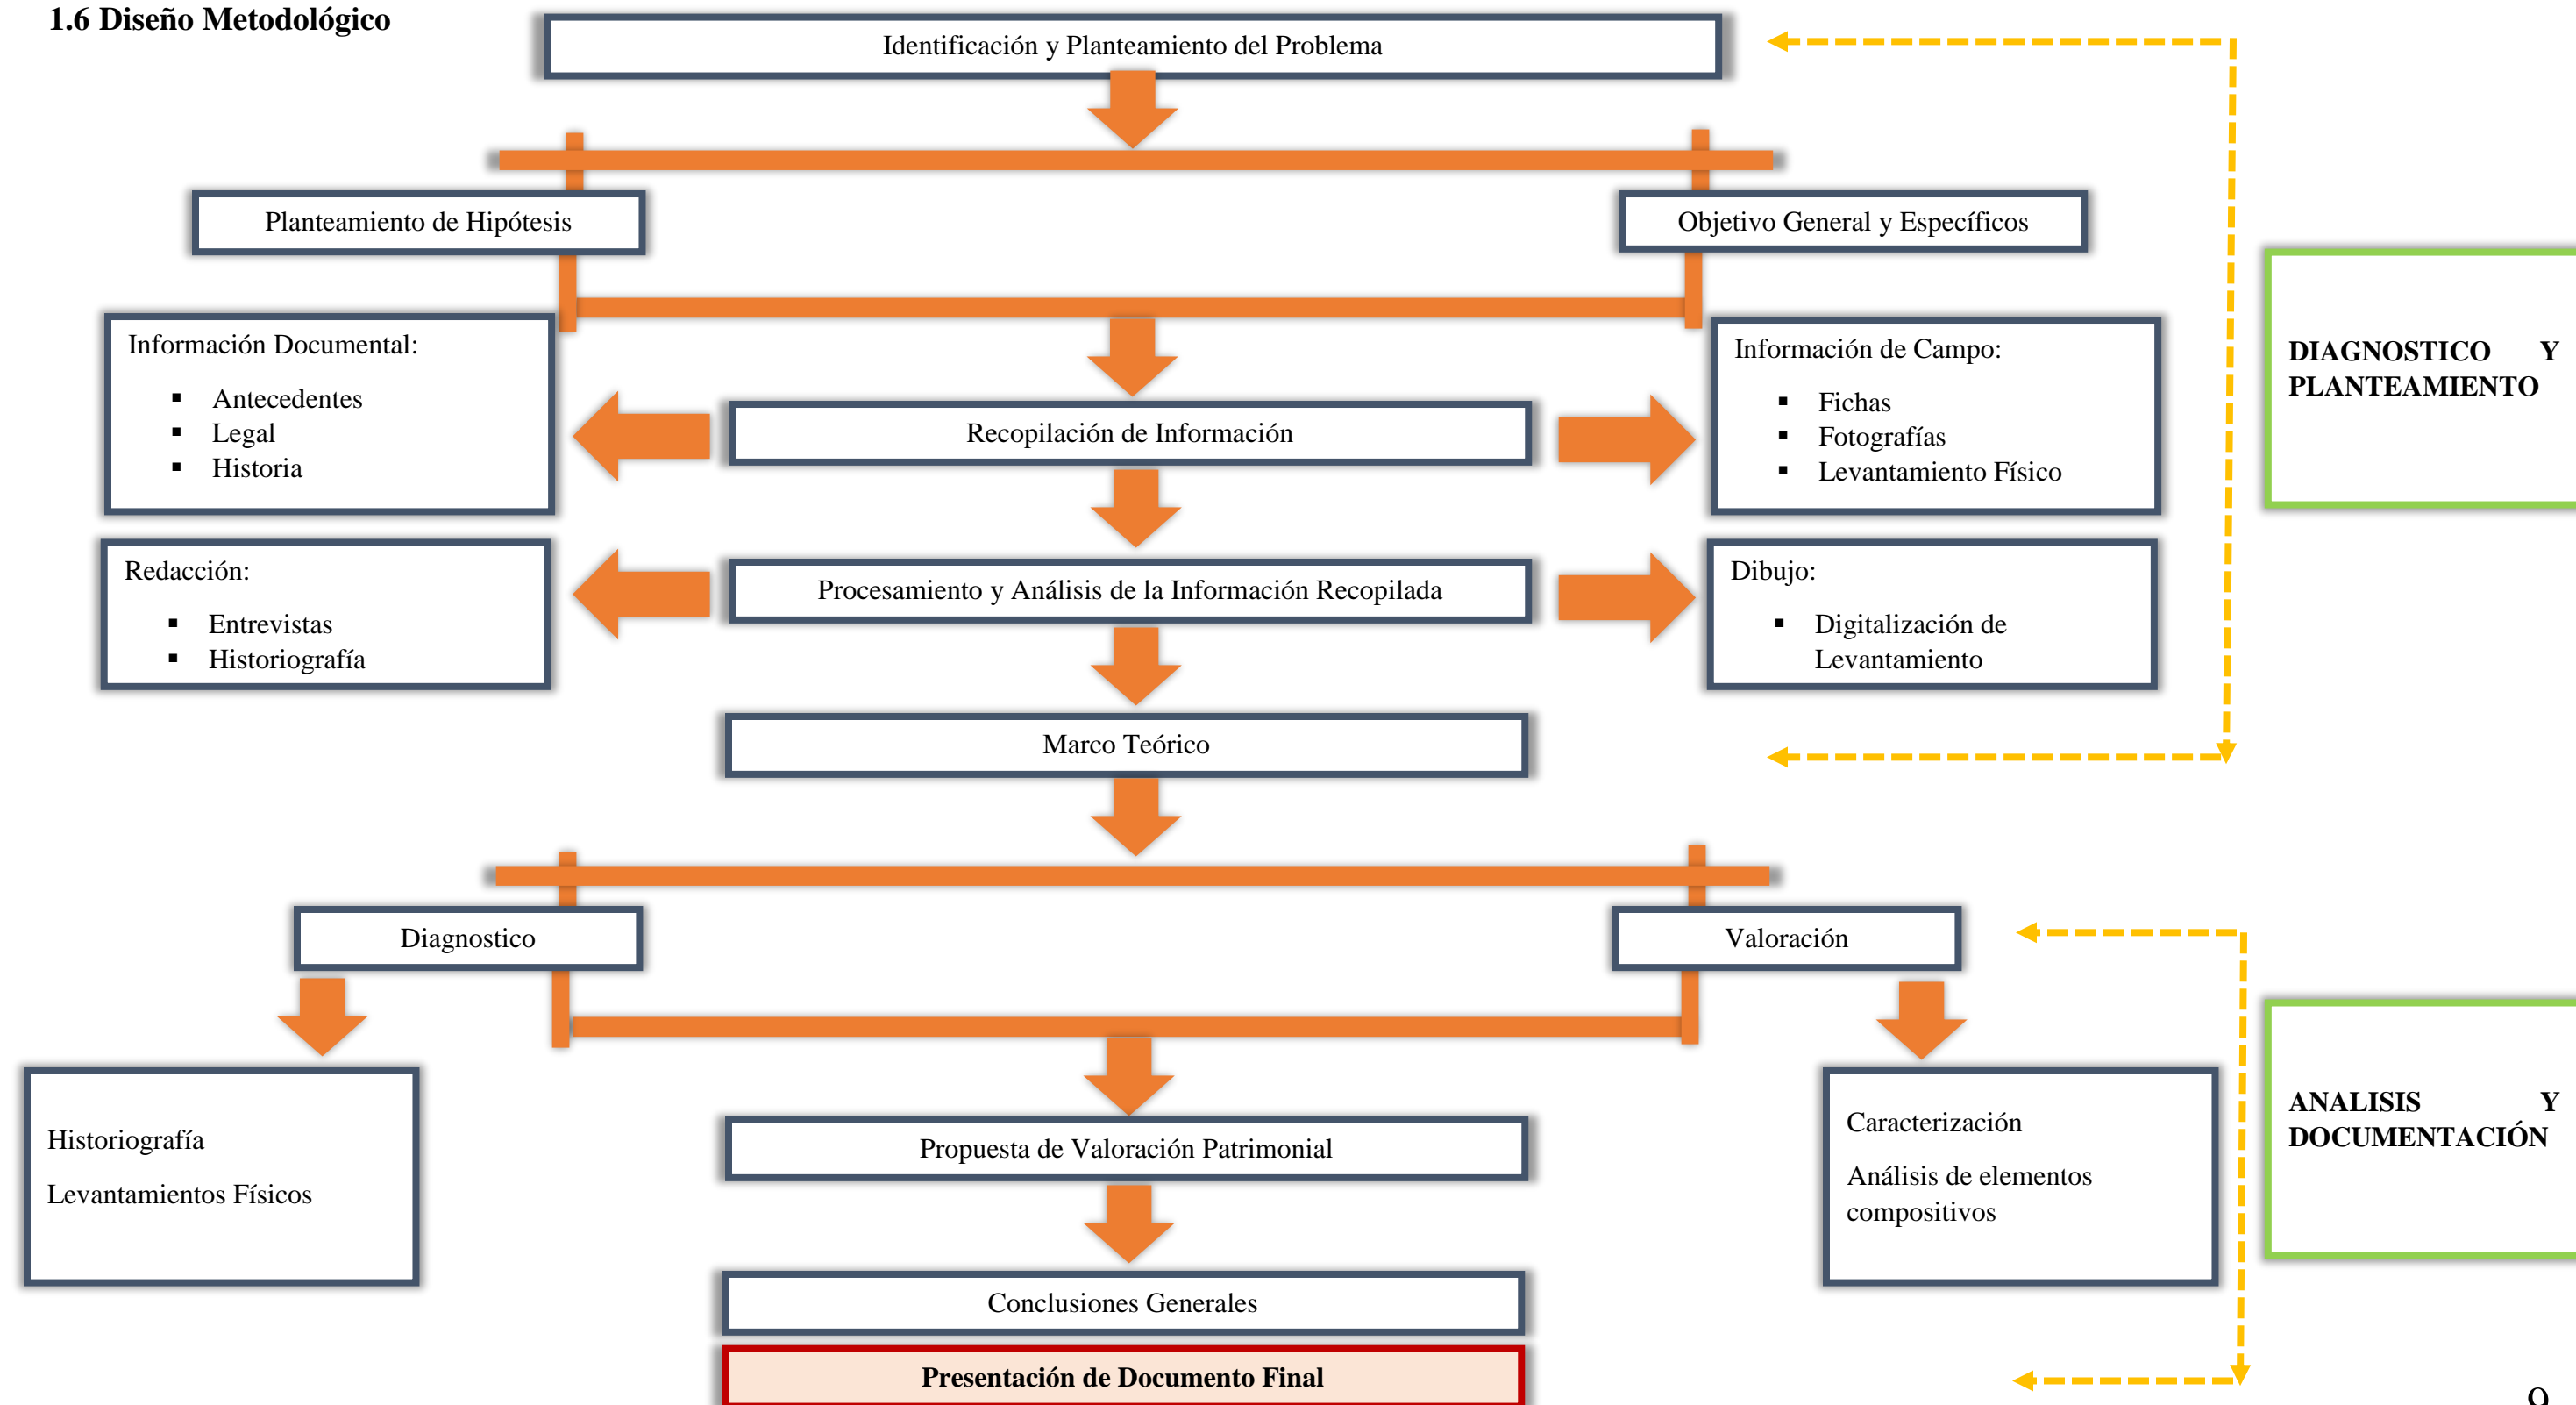 1.6 Diseño Metodológico
Identificación y Planteamiento del Problema
Planteamiento de Hipótesis
Objetivo General y Específicos
Información Documental:
▪ Antecedentes
▪ Legal
▪ Historia
Recopilación de Información
Información de Campo:
▪ Fichas
▪ Fotografías
▪ Levantamiento Físico
DIAGNOSTICO Y
PLANTEAMIENTO
Redacción:
▪ Entrevistas
▪ Historiografía
Procesamiento y Análisis de la Información Recopilada
Dibujo:
▪ Digitalización de
Levantamiento
Marco Teórico
Diagnostico
Valoración
Historiografía
Levantamientos Físicos
Propuesta de Valoración Patrimonial
Caracterización
Análisis de elementos
compositivos
ANALISIS Y
DOCUMENTACIÓN
Conclusiones Generales
Presentación de Documento Final